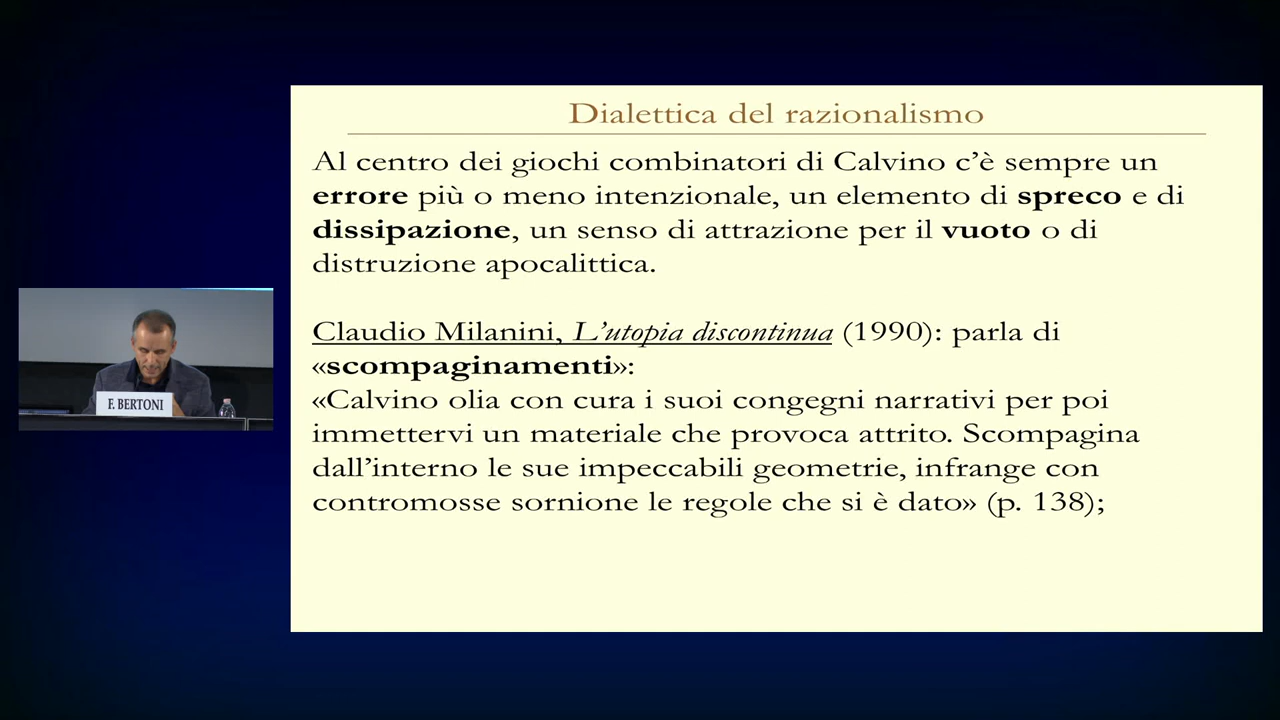 Dialettica del razionalismo
Al centro dei giochi combinatori di Calvino c’è sempre un
errore più o meno intenzionale, un elemento di spreco e di
dissipazione, un senso di attrazione per il vuoto o di
distruzione apocalittica.
Claudio Milanini, L’utopia discontinua (1990): parla di
«scompaginamenti»:
«Calvino olia con cura i suoi congegni narrativi per poi
immettervi un materiale che provoca attrito. Scompagina
dall’interno le sue impeccabili geometrie, infrange con
contromosse sornione le regole che si è dato» (p. 138);
F. BERTONI